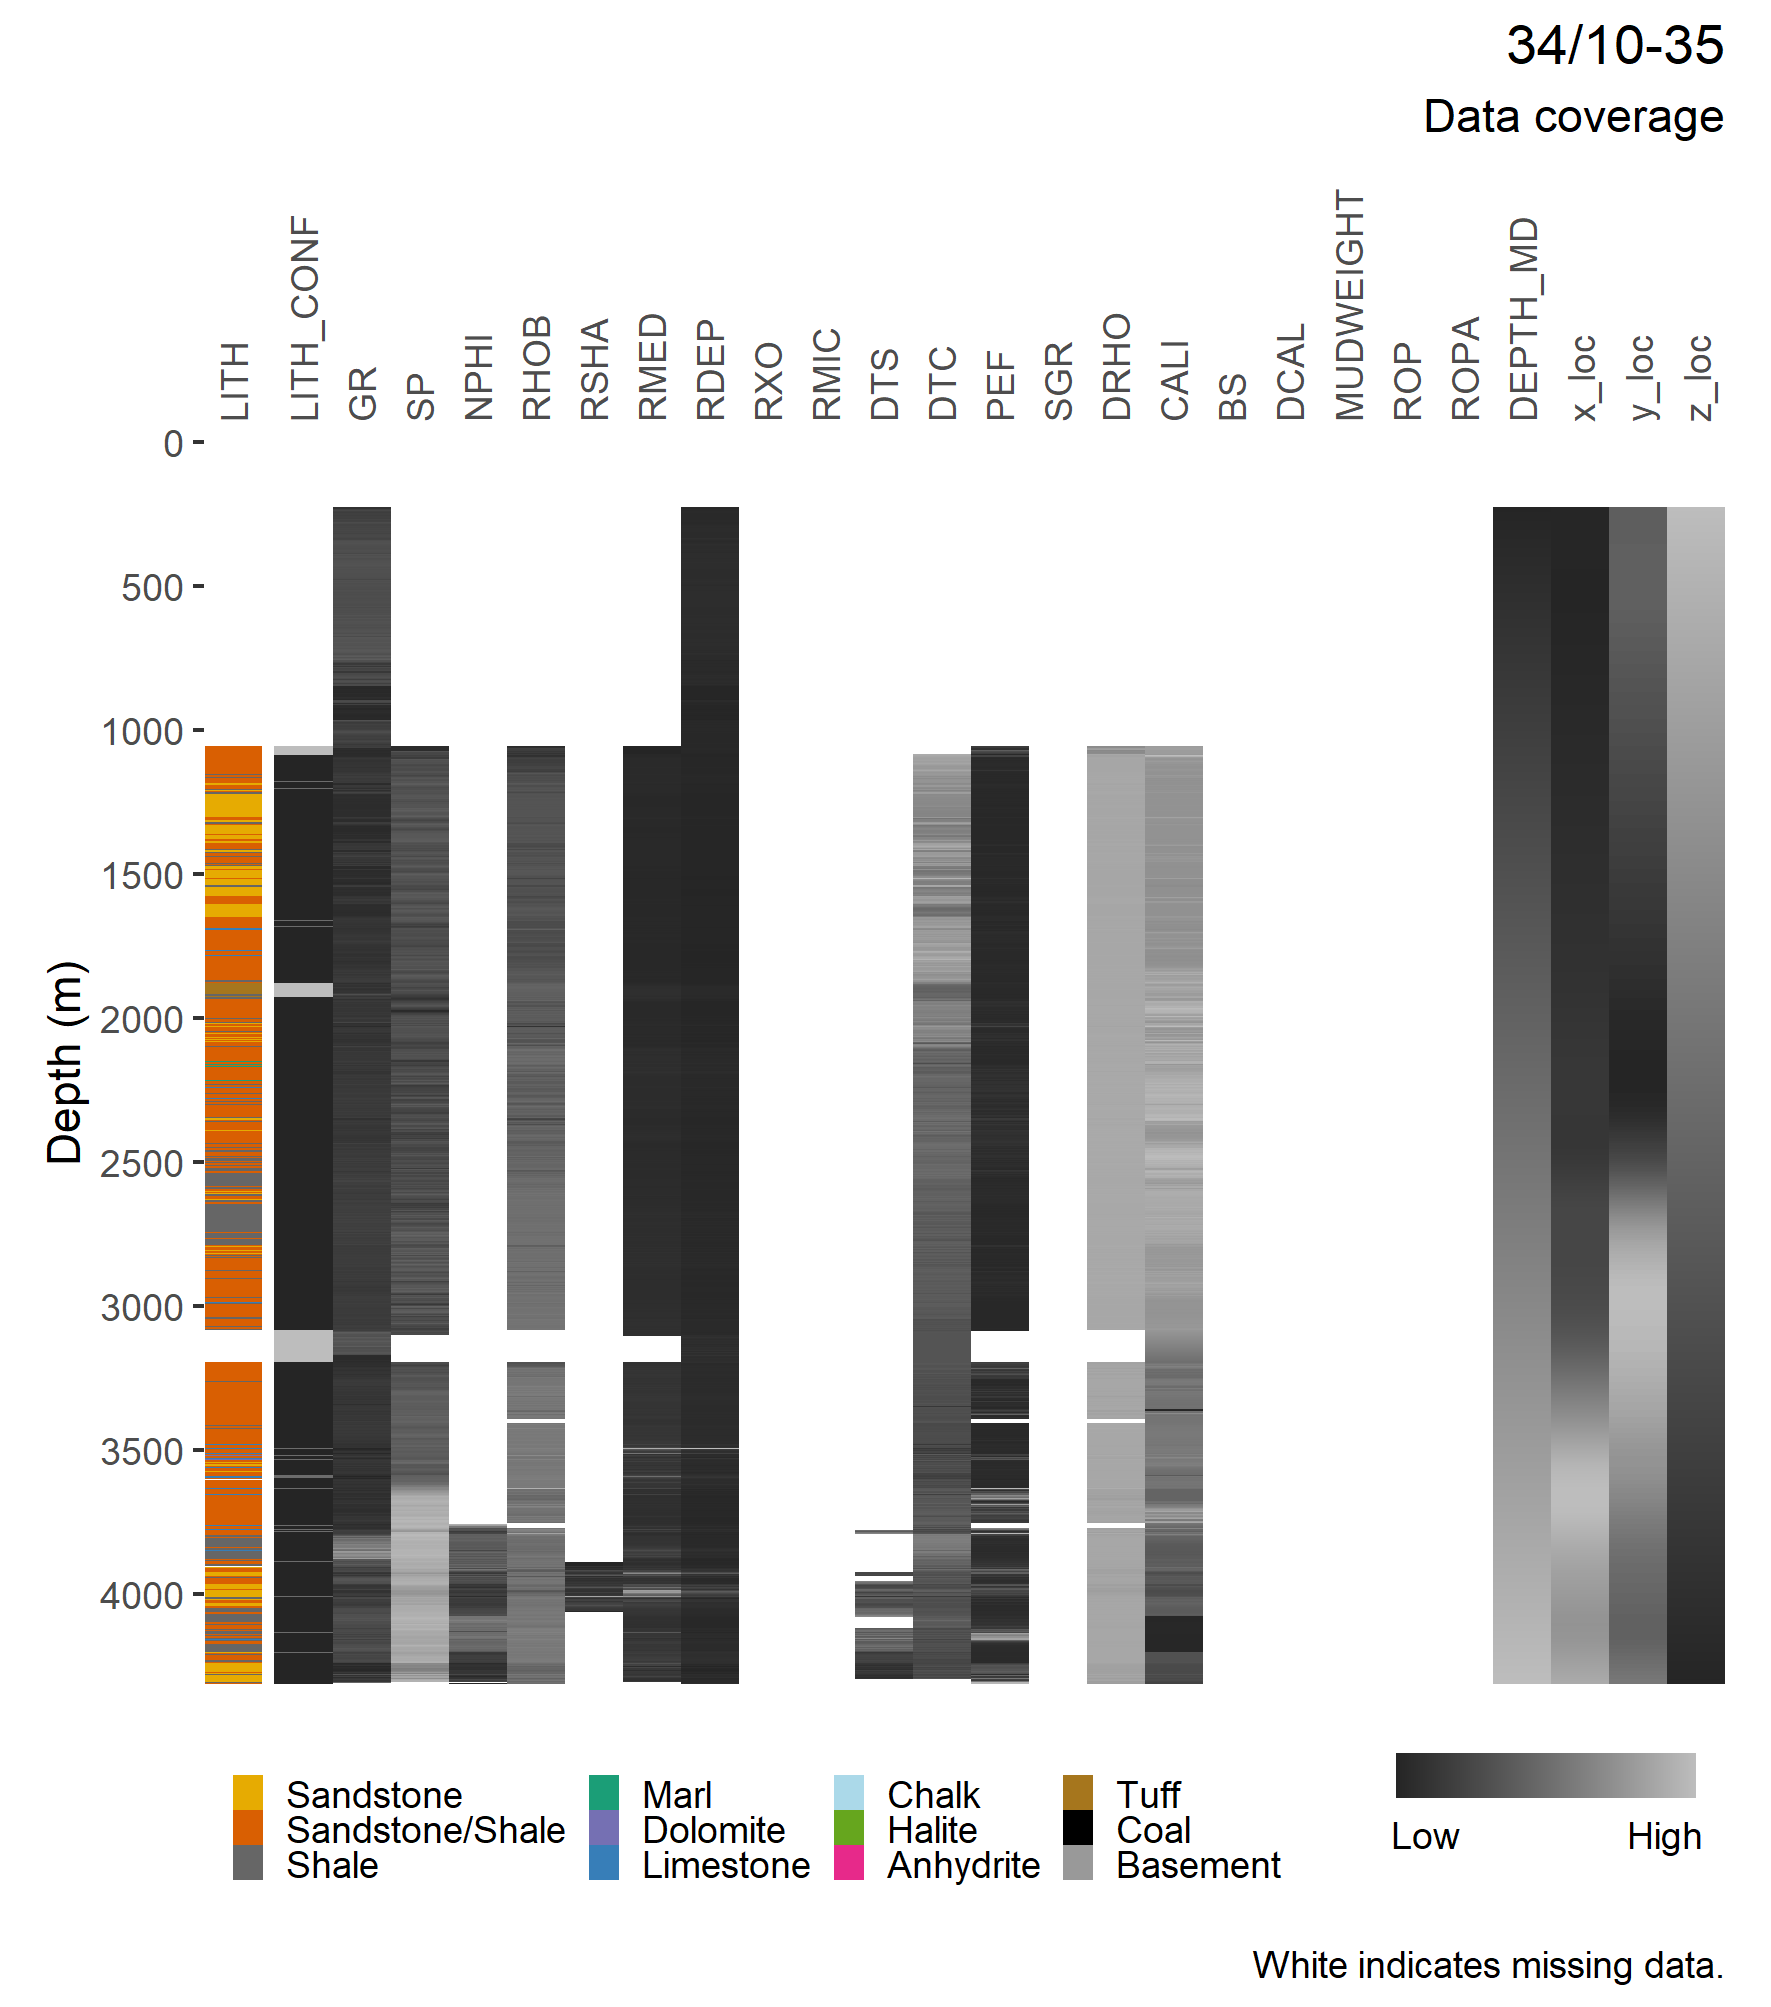 34/10-35
Data coverage
LITH
LITH_CONF
GR
SP
NPHI
RHOB
RSHA
RMED
RDEP
RXO
RMIC
DTS
DTC
PEF
SGR
DRHO
CALI
BS
DCAL
MUDWEIGHT
ROP
ROPA
DEPTH_MD
x_loc
y_loc
z_loc
Depth (m)
0
500
1000
1500
2000
2500
3000
3500
4000
Sandstone
Sandstone/Shale
Shale
Marl
Dolomite
Limestone
Chalk
Halite
Anhydrite
Tuff
Coal
Basement
Low High
White indicates missing data.